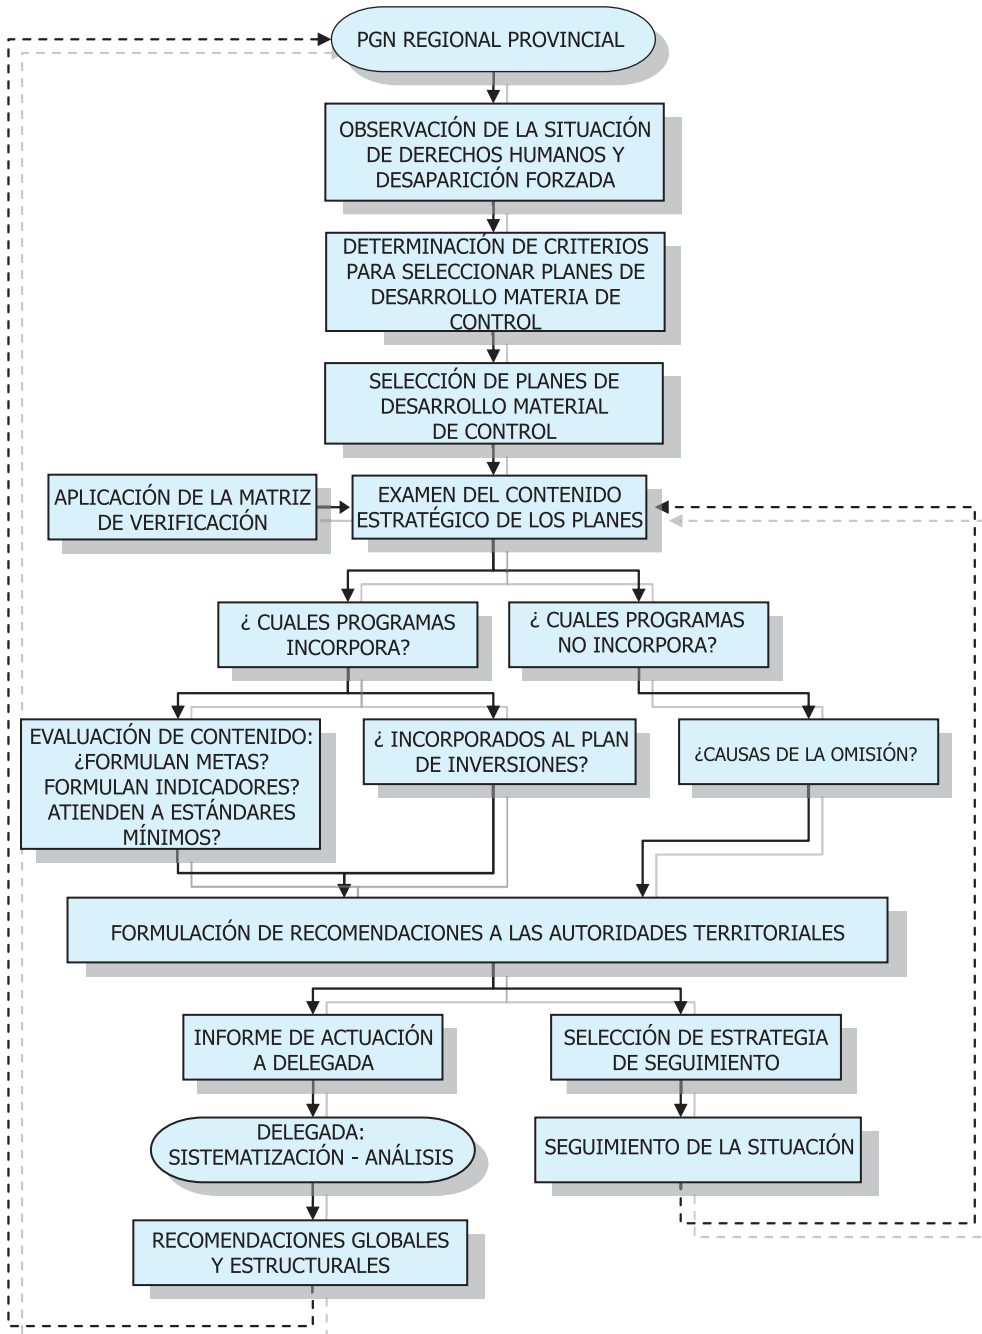 PGN REGIONAL PROVINCIAL
OBSERVACIÓN DE LA SITUACIÓN
DE DERECHOS HUMANOS Y
DESAPARICIÓN FORZADA
DETERMINACIÓN DE CRITERIOS
PARA SELECCIONAR PLANES DE
DESARROLLO MATERIA DE
CONTROL
SELECCIÓN DE PLANES DE
DESARROLLO MATERIAL
DE CONTROL
APLICACIÓN DE LA MATRIZ
DE VERIFICACIÓN
EXAMEN DEL CONTENIDO
ESTRATÉGICO DE LOS PLANES
¿ CUALES PROGRAMAS
INCORPORA?
¿ CUALES PROGRAMAS
NO INCORPORA?
EVALUACIÓN DE CONTENIDO:
¿FORMULAN METAS?
FORMULAN INDICADORES?
ATIENDEN A ESTÁNDARES
MÍNIMOS?
¿ INCORPORADOS AL PLAN
DE INVERSIONES?
¿CAUSAS DE LA OMISIÓN?
FORMULACIÓN DE RECOMENDACIONES A LAS AUTORIDADES TERRITORIALES
INFORME DE ACTUACIÓN
A DELEGADA
SELECCIÓN DE ESTRATEGIA
DE SEGUIMIENTO
DELEGADA:
SISTEMATIZACIÓN - ANÁLISIS
SEGUIMIENTO DE LA SITUACIÓN
RECOMENDACIONES GLOBALES
Y ESTRUCTURALES